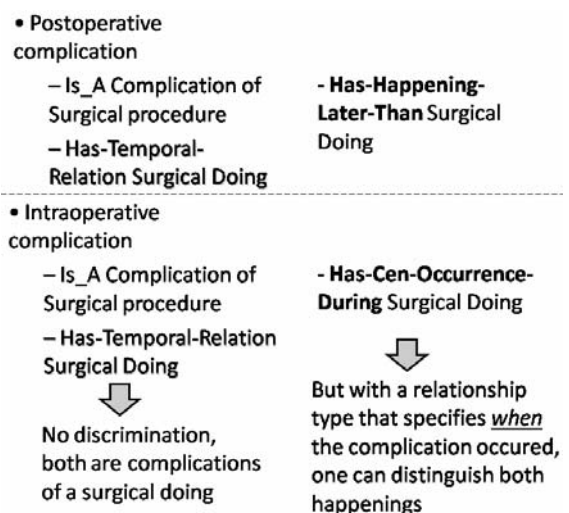 • Postoperative
complication
– Is_A Complication of
Surgical procedure
– Has-Temporal-
Relation Surgical Doing
- Has-Happening-
Later-Than Surgical
Doing
• Intraoperative
complication
– Is_A Complication of
Surgical procedure
– Has-Temporal-Relation
Surgical Doing
No discrimination,
both are complications
of a surgical doing
- Has-Cen-Occurrence-
During Surgical Doing
But with a relationship
type that specifies when
the complication occured,
one can distinguish both
happenings